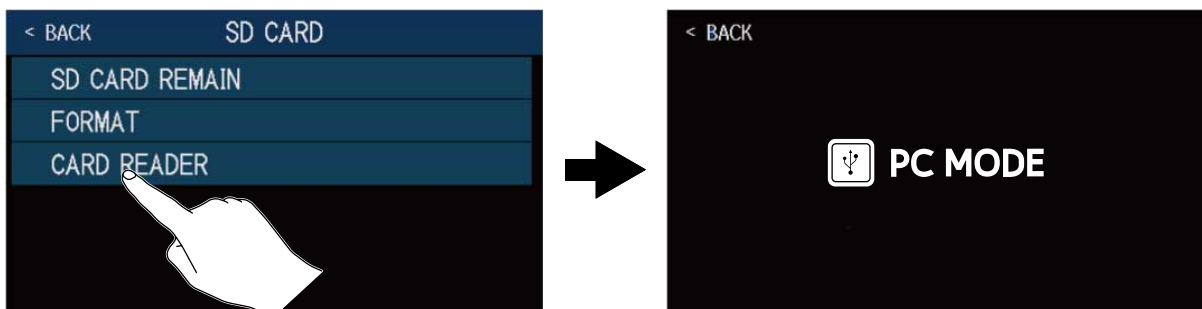 < BACK SD CARD
SD CARD REMAIN
FORMAT
CARD READER
< BACK
PC MODE